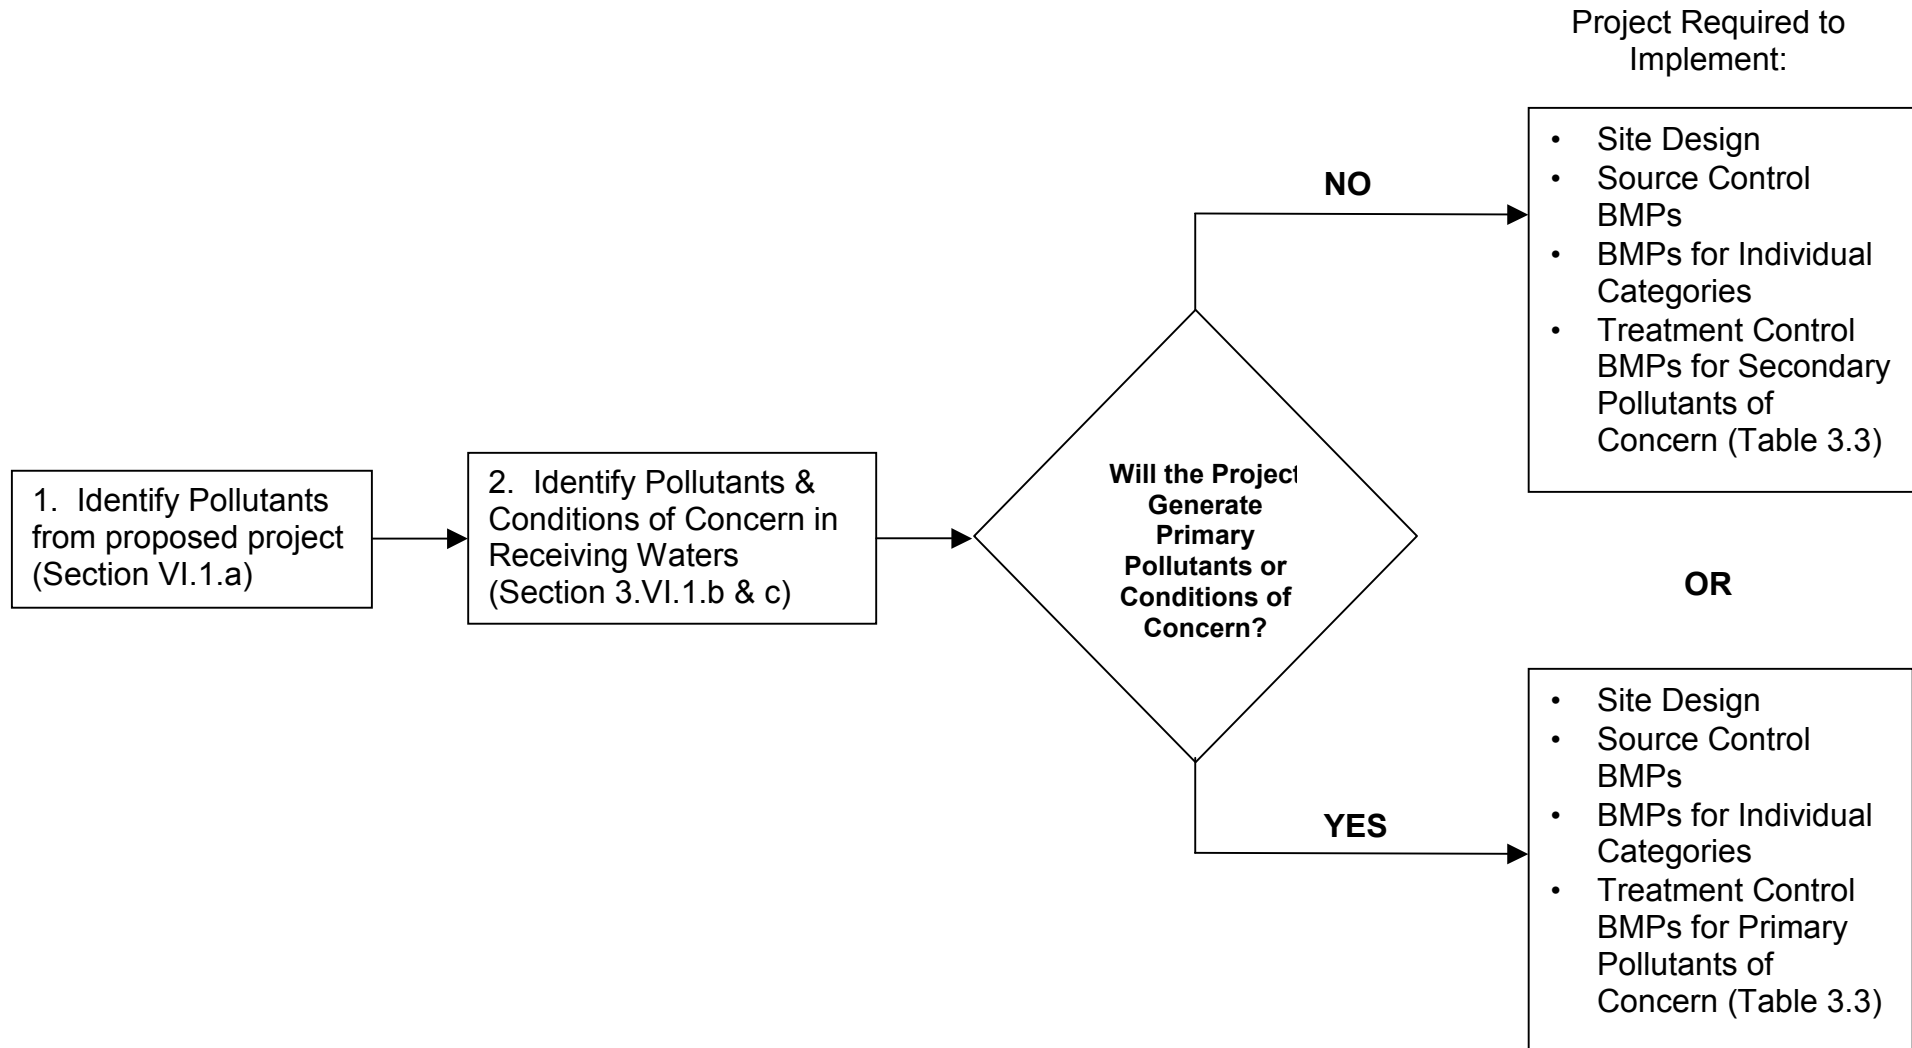 Project Required to
Implement:
• Site Design
• Source Control
BMPs
• BMPs for Individual
Categories
• Treatment Control
BMPs for Secondary
Pollutants of
Concern (Table 3.3)
NO
1. Identify Pollutants
from proposed project
(Section VI.1.a)
2. Identify Pollutants &
Conditions of Concern in
Receiving Waters
(Section 3.VI.1.b & c)
Will the Project
Generate
Primary
Pollutants or
Conditions of
Concern?
OR
YES
• Site Design
• Source Control
BMPs
• BMPs for Individual
Categories
• Treatment Control
BMPs for Primary
Pollutants of
Concern (Table 3.3)